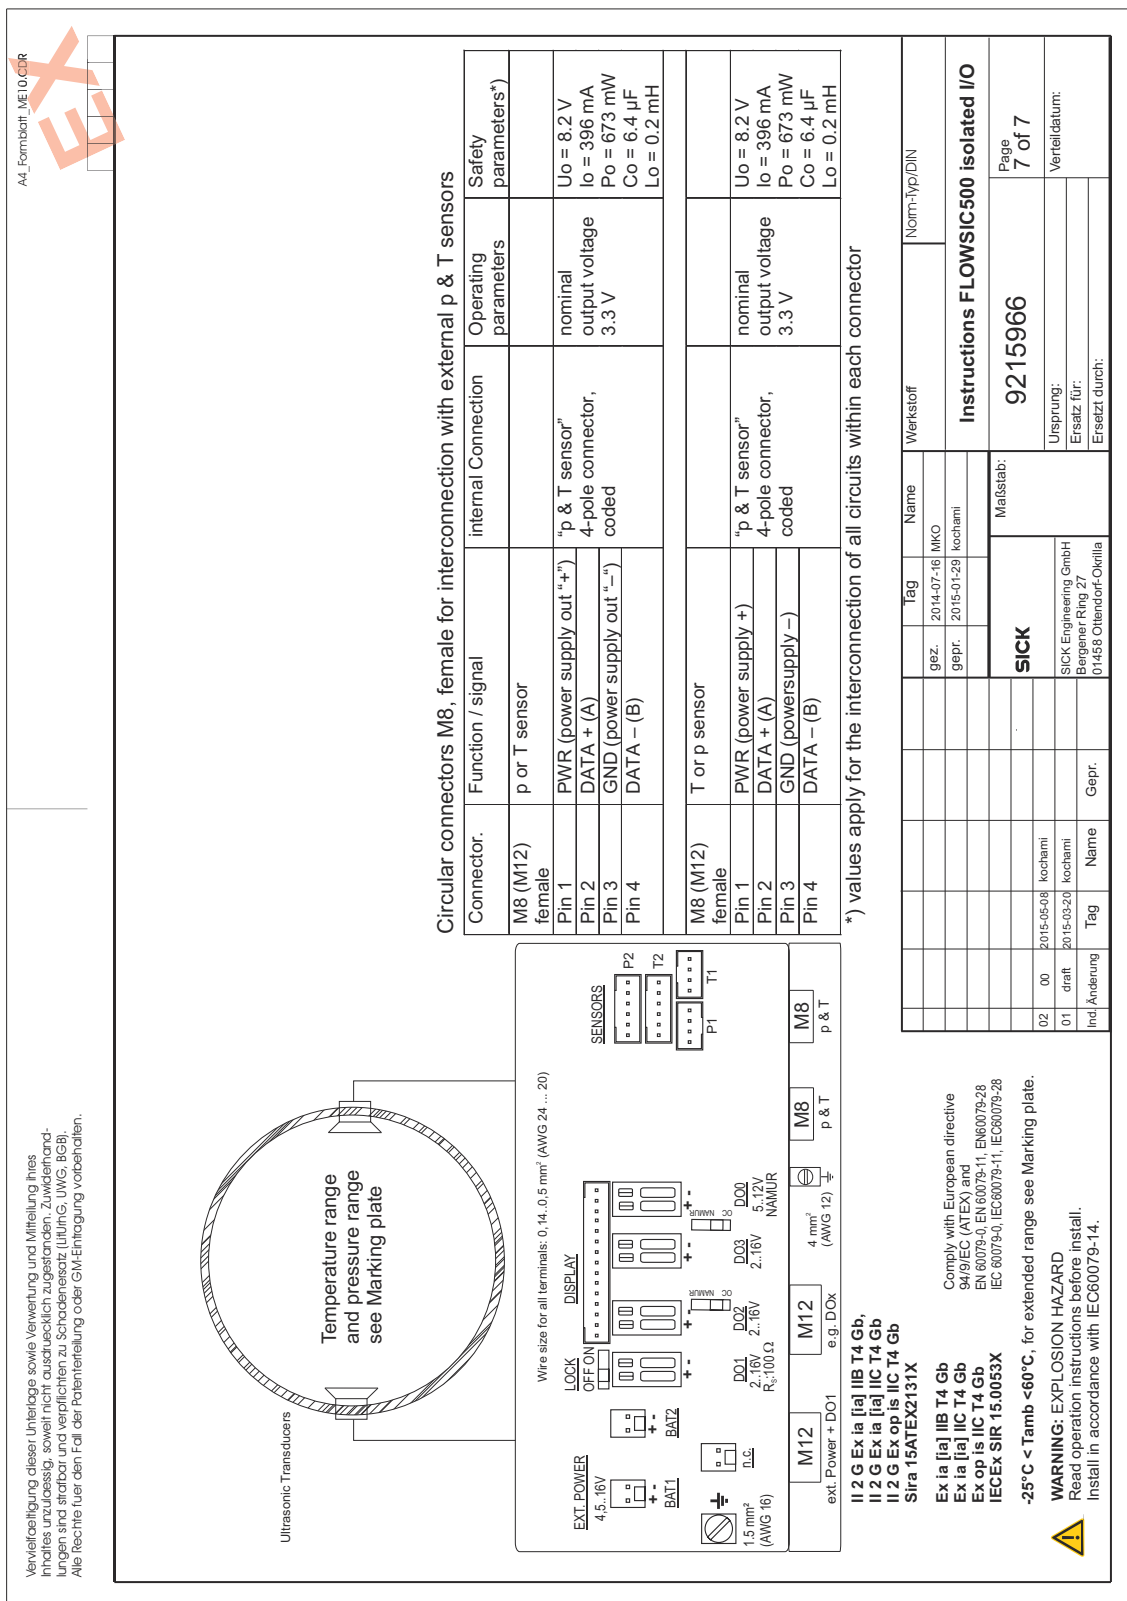 A4_Formblatt_ME10.CDR
EX
Vervielfaeltigung dieser Unterlage sowie Verwertung und Mitteilung ihres
Inhaltes unzulaessig, soweit nicht ausdruecklich zugestanden. Zuwiderhand-
lungen sind strafbar und verpflichten zu Schadenersatz (LitUrhG, UWG, BGB).
Alle Rechte fuer den Fall der Patenterteilung oder GM-Eintragung vorbehalten.
Ultrasonic Transducers
Temperature range
and pressure range
see Marking plate
Wire size for all terminals: 0,14..0,5 mm² (AWG 24 ... 20)
EXT. POWER
4,5..16V
LOCK
OFF ON
DISPLAY
SENSORS
P2
T2
P1
T1
+ -
BAT1
+ -
BAT2
+ -
+ -
+ -
+ -
NAMUR
OC
NAMUR
OC
1.5 mm²
(AWG 16)
n.c.
DO1
2..16V
Rₛ:100 Ω
DO2
2..16V
DO3
2..16V
DO0
5..12V
NAMUR
M12
ext. Power + DO1
M12
e.g. DOx
4 mm²
(AWG 12)
M8
p & T
M8
p & T
Circular connectors M8, female for interconnection with external p & T sensors
Connector. Function / signal internal Connection Operating parameters Safety parameters*)
M8 (M12) female p or T sensor
Pin 1 PWR (power supply out “+”) “p & T sensor” nominal Uo = 8.2 V
Pin 2 DATA + (A) 4-pole connector, output voltage Io = 396 mA
Pin 3 GND (power supply out “–“) coded 3.3 V Po = 673 mW
Pin 4 DATA – (B) Co = 6.4 µF
Lo = 0.2 mH
M8 (M12) female T or p sensor
Pin 1 PWR (power supply +) “p & T sensor” nominal Uo = 8.2 V
Pin 2 DATA + (A) 4-pole connector, output voltage Io = 396 mA
Pin 3 GND (powersupply –) coded 3.3 V Po = 673 mW
Pin 4 DATA – (B) Co = 6.4 µF
Lo = 0.2 mH
*) values apply for the interconnection of all circuits within each connector
II 2 G Ex ia [ia] IIB T4 Gb,
II 2 G Ex ia [ia] IIC T4 Gb
II 2 G Ex op is IIC T4 Gb
Sira 15ATEX2131X
Ex ia [ia] IIB T4 Gb
Ex ia [ia] IIC T4 Gb
Ex op is IIC T4 Gb
IECEx SIR 15.0053X
Comply with European directive
94/9/EC (ATEX) and
EN 60079-0, EN 60079-11, EN60079-28
IEC 60079-0, IEC60079-11, IEC60079-28
-25°C < Tamb <60°C, for extended range see Marking plate.
WARNING: EXPLOSION HAZARD
Read operation instructions before install.
Install in accordance with IEC60079-14.
02 00 2015-05-08 kochami
01 draft 2015-03-20 kochami
Ind. Änderung Tag Name Gepr.
Tag Name
gez. 2014-07-16 MKO
gepr. 2015-01-29 kochami
SICK
Maßstab:
SICK Engineering GmbH
Bergener Ring 27
01458 Ottendorf-Okrilla
Werkstoff
Norm-Typ/DIN
Instructions FLOWSIC500 isolated I/O
9215966
Page
7 of 7
Ursprung:
Ersatz für:
Ersetzt durch:
Verteildatum: